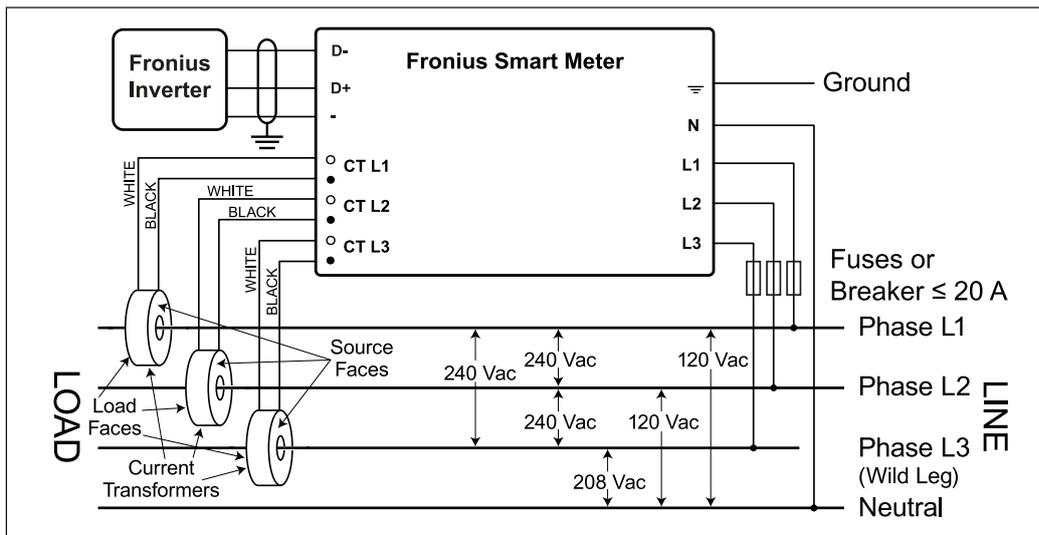 Fronius
Inverter
D-
D+
-
Fronius Smart Meter
Ground
N
L1
L2
L3
CT L1
CT L2
CT L3
WHITE
BLACK
WHITE
BLACK
WHITE
BLACK
Fuses or
Breaker ≤ 20 A
Phase L1
Phase L2
Phase L3
(Wild Leg)
Neutral
LINE
LOAD
Source
Faces
Load
Faces
Current
Transformers
240 Vac
240 Vac
240 Vac
120 Vac
120 Vac
208 Vac